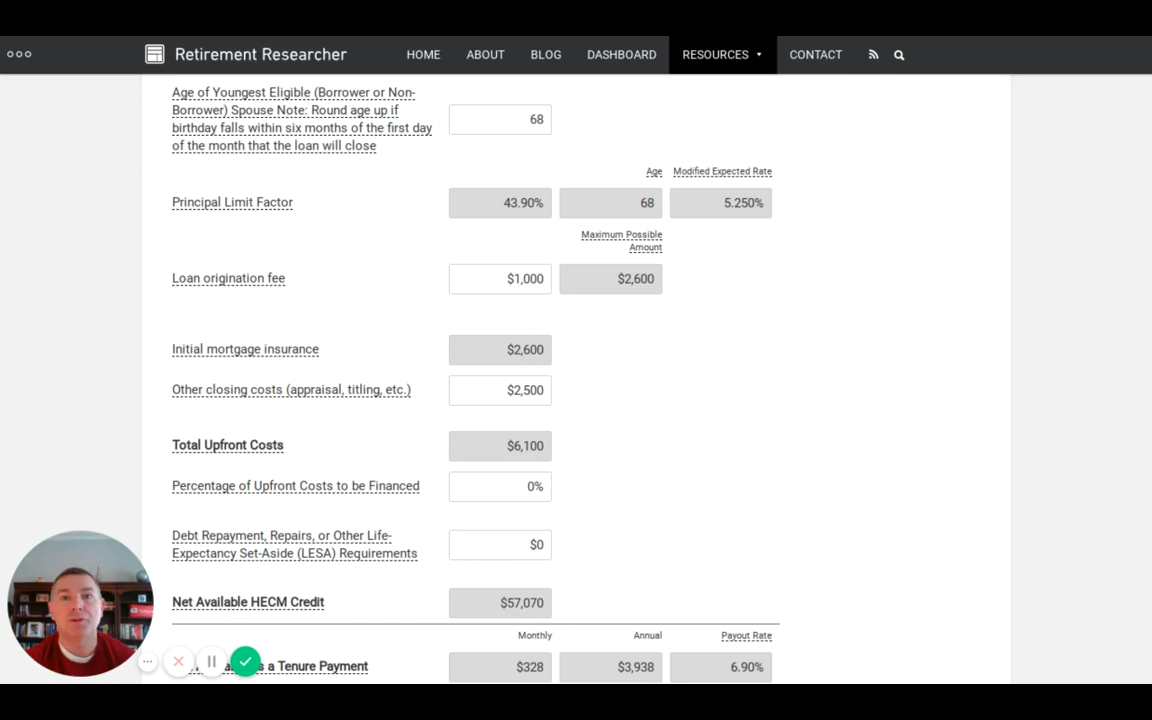 Retirement Researcher
HOME
ABOUT
BLOG
DASHBOARD
RESOURCES
CONTACT
Age of Youngest Eligible (Borrower or Non-
Borrower) Spouse Note: Round age up if
birthday falls within six months of the first day
of the month that the loan will close
68
Age
Modified Expected Rate
Principal Limit Factor
43.90%
68
5.250%
Maximum Possible
Amount
Loan origination fee
$1,000
$2,600
Initial mortgage insurance
$2,600
Other closing costs (appraisal, titling, etc.)
$2,500
Total Upfront Costs
$6,100
Percentage of Upfront Costs to be Financed
0%
Debt Repayment, Repairs, or Other Life-
Expectancy Set-Aside (LESA) Requirements
$0
Net Available HECM Credit
$57,070
Monthly
Annual
Payout Rate
s a Tenure Payment
$328
$3,938
6.90%